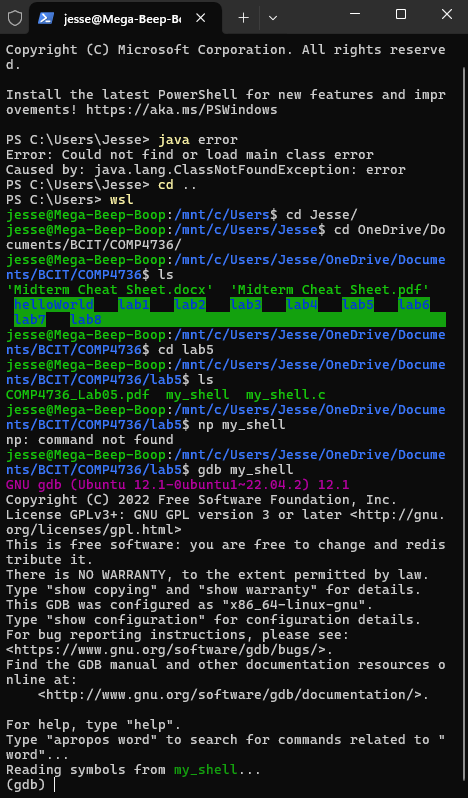 jesse@Mega-Beep-Be
Copyright (C) Microsoft Corporation. All rights reserve
d.
Install the latest PowerShell for new features and impr
ovements! https://aka.ms/PSWindows
PS C:\Users\Jesse> java error
Error: Could not find or load main class error
Caused by: java.lang.ClassNotFoundException: error
PS C:\Users\Jesse> cd ..
PS C:\Users> wsl
jesse@Mega-Beep-Boop:/mnt/c/Users$ cd Jesse/
jesse@Mega-Beep-Boop:/mnt/c/Users/Jesse$ cd OneDrive/Do
cuments/BCIT/COMP4736/
jesse@Mega-Beep-Boop:/mnt/c/Users/Jesse/OneDrive/Docume
nts/BCIT/COMP4736$ ls
'Midterm Cheat Sheet.docx'  'Midterm Cheat Sheet.pdf'
helloWorld  lab1  lab2  lab3  lab4  lab5  lab6
lab7  lab8
jesse@Mega-Beep-Boop:/mnt/c/Users/Jesse/OneDrive/Docume
nts/BCIT/COMP4736$ cd lab5
jesse@Mega-Beep-Boop:/mnt/c/Users/Jesse/OneDrive/Docume
nts/BCIT/COMP4736/lab5$ ls
COMP4736_Lab05.pdf  my_shell  my_shell.c
jesse@Mega-Beep-Boop:/mnt/c/Users/Jesse/OneDrive/Docume
nts/BCIT/COMP4736/lab5$ np my_shell
np: command not found
jesse@Mega-Beep-Boop:/mnt/c/Users/Jesse/OneDrive/Docume
nts/BCIT/COMP4736/lab5$ gdb my_shell
GNU gdb (Ubuntu 12.1-0ubuntu1~22.04.2) 12.1
Copyright (C) 2022 Free Software Foundation, Inc.
License GPLv3+: GNU GPL version 3 or later <http://gnu.
org/licenses/gpl.html>
This is free software: you are free to change and redis
tribute it.
There is NO WARRANTY, to the extent permitted by law.
Type "show copying" and "show warranty" for details.
This GDB was configured as "x86_64-linux-gnu".
Type "show configuration" for configuration details.
For bug reporting instructions, please see:
<https://www.gnu.org/software/gdb/bugs/>.
Find the GDB manual and other documentation resources o
nline at:
    <http://www.gnu.org/software/gdb/documentation/>.
For help, type "help".
Type "apropos word" to search for commands related to "
word"...
Reading symbols from my_shell...
(gdb)